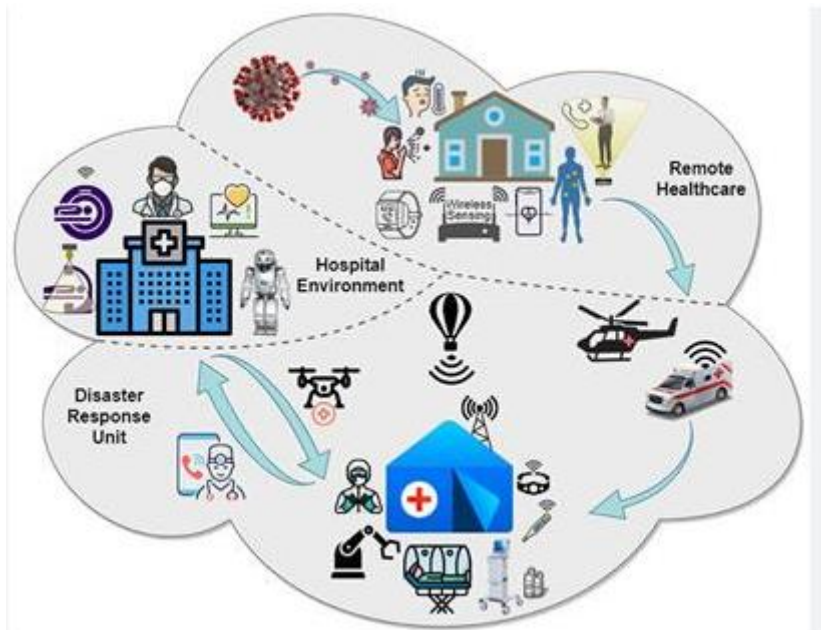 Remote
Healthcare
Wireless
Sensing
Hospital
Environment
Disaster
Response
Unit